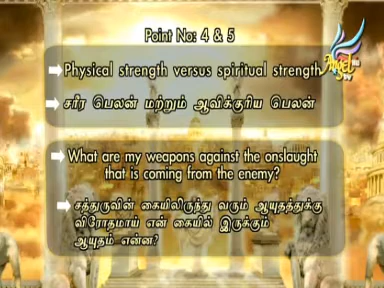 Point No: 4 & 5
Angel
Physical strength versus spiritual strength
சரீர பெலன் மற்றும் ஆவிக்குரிய பெலன்
What are my weapons against the onslaught
that is coming from the enemy?
சத்துருவின் கையிலிருந்து வரும் ஆயுதத்துக்கு
விரோதமாய் என் கையில் இருக்கும்
ஆயுதம் என்ன?